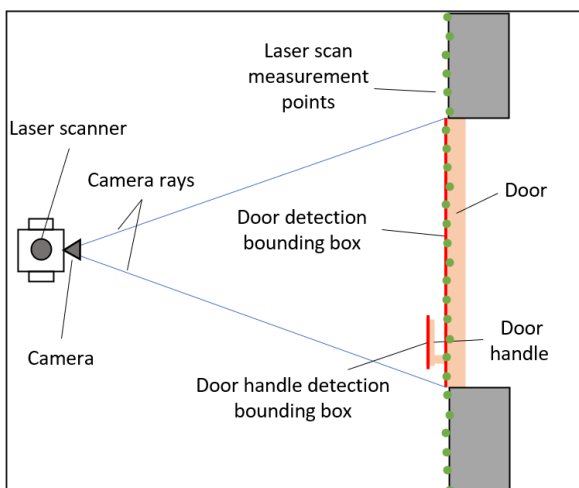 Laser scan
measurement
points
Laser scanner
Camera rays
Door
Door detection
bounding box
Camera
Door
handle
Door handle detection
bounding box